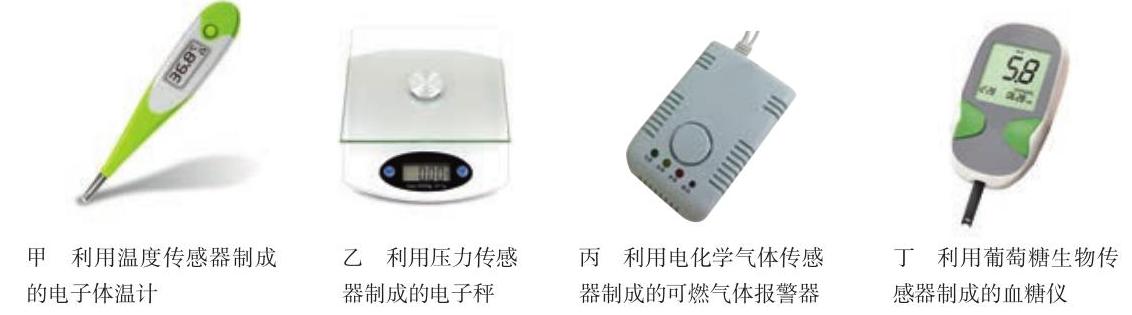 36.8
℃
5.8
甲 利用温度传感器制成
的电子体温计
乙 利用压力传感
器制成的电子秤
丙 利用电化学气体传感
器制成的可燃气体报警器
丁 利用葡萄糖生物传
感器制成的血糖仪